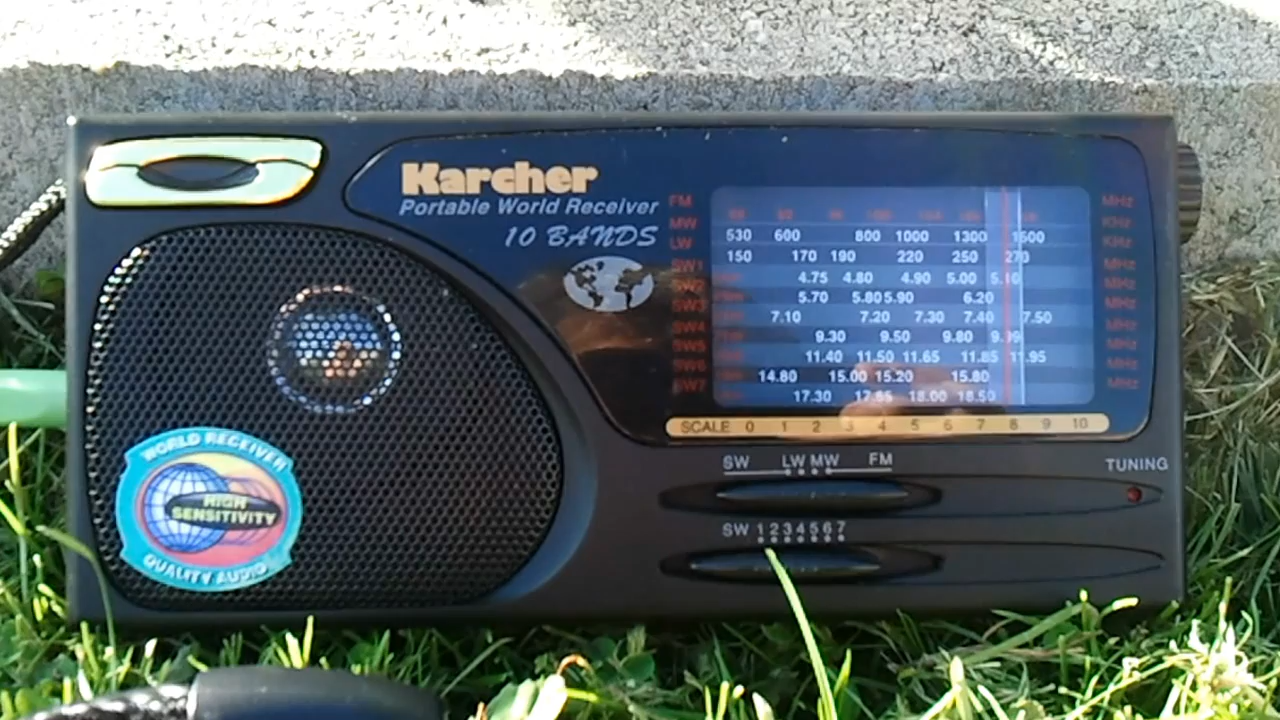 Karcher
Portable World Receiver
10 BANDS
FM MHz
MW 530 600 800 1000 1300 1600 KHz
LW 150 170 190 220 250 270 KHz
SW1 4.75 4.80 4.90 5.00 5.10 MHz
SW2 5.70 5.80 5.90 6.20 MHz
SW3 7.10 7.20 7.30 7.40 7.50 MHz
SW4 9.30 9.50 9.80 MHz
SW5 11.40 11.50 11.65 11.85 11.95 MHz
SW6 14.80 15.00 15.20 15.80 MHz
SW7 17.30 18.00 18.50 MHz
SCALE 0 1 2 3 4 5 6 7 8 9 10
SW LW MW FM
TUNING
SW 1 2 3 4 5 6 7
WORLD RECEIVER
HIGH
SENSITIVITY
QUALITY AUDIO